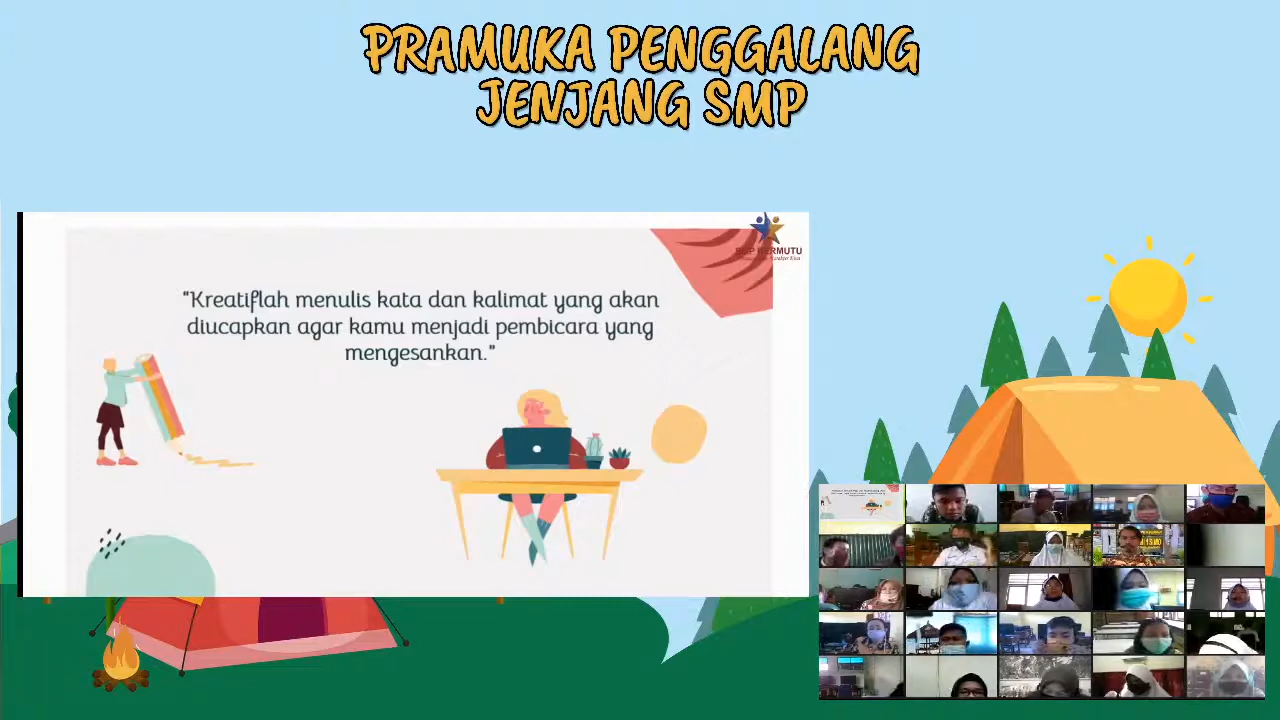 PRAMUKA PENGGALANG
JENJANG SMP
"Kreatiflah menulis kata dan kalimat yang akan
diucapkan agar kamu menjadi pembicara yang
mengesankan."